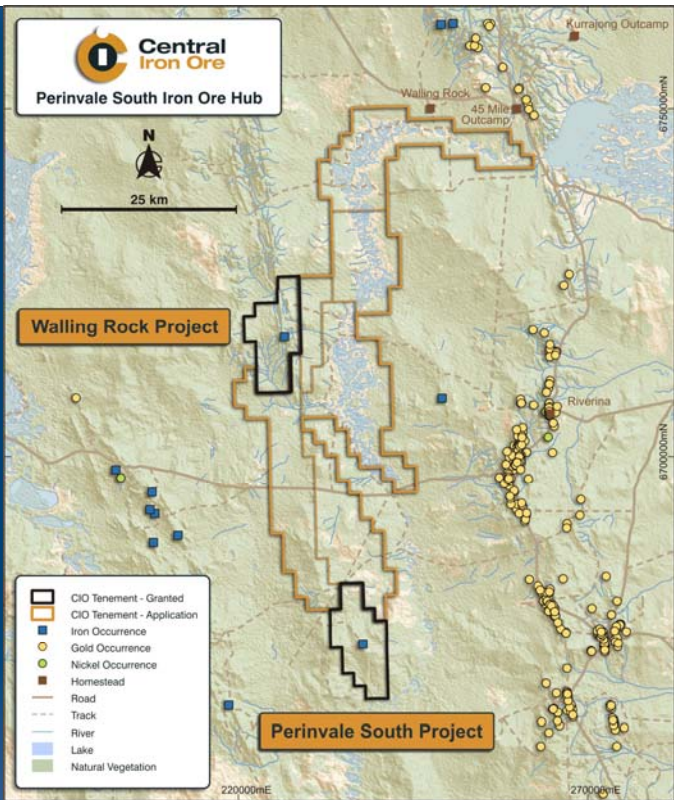 Central
Iron Ore
Perinvale South Iron Ore Hub
Kurrajong Outcamp
Walling Rock
45 Mile
Outcamp
6750000mN
N
25 km
Walling Rock Project
Riverina
6700000mN
CIO Tenement - Granted
CIO Tenement - Application
Iron Occurrence
Gold Occurrence
Nickel Occurrence
Homestead
Road
Track
River
Lake
Natural Vegetation
Perinvale South Project
220000mE
270000mE